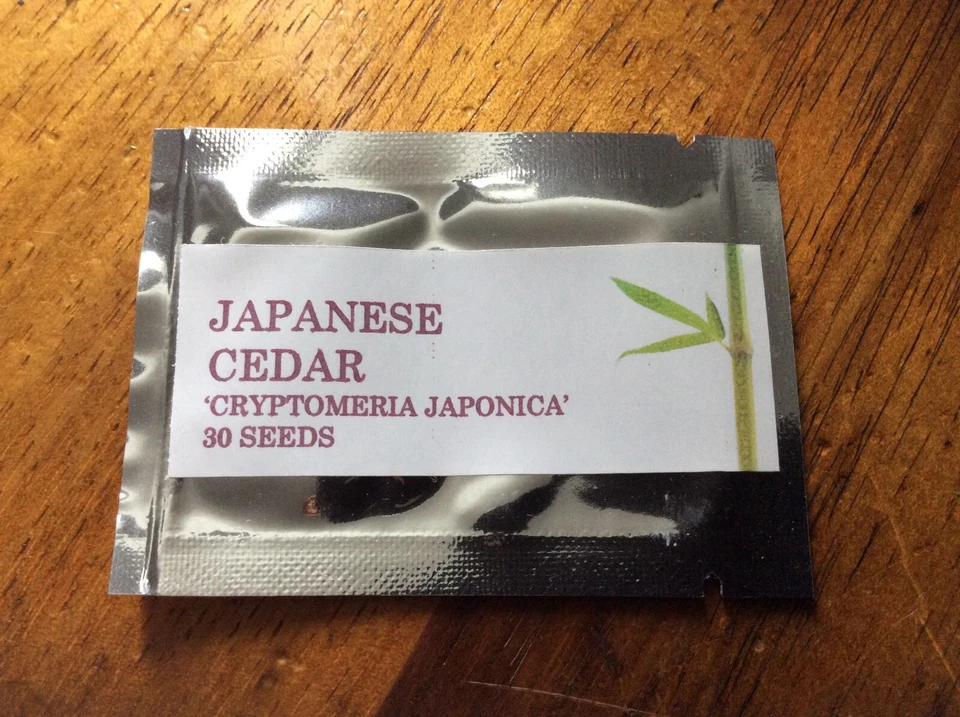 JAPANESE
CEDAR
‘CRYPTOMERIA JAPONICA’
30 SEEDS